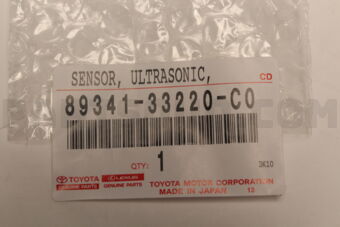 SENSOR, ULTRASONIC,
CD
89341-33220-C0
QTY: 1
3K10
TOYOTA
GENUINE PARTS
LEXUS
GENUINE PARTS
TOYOTA MOTOR CORPORATION
MADE IN JAPAN 13